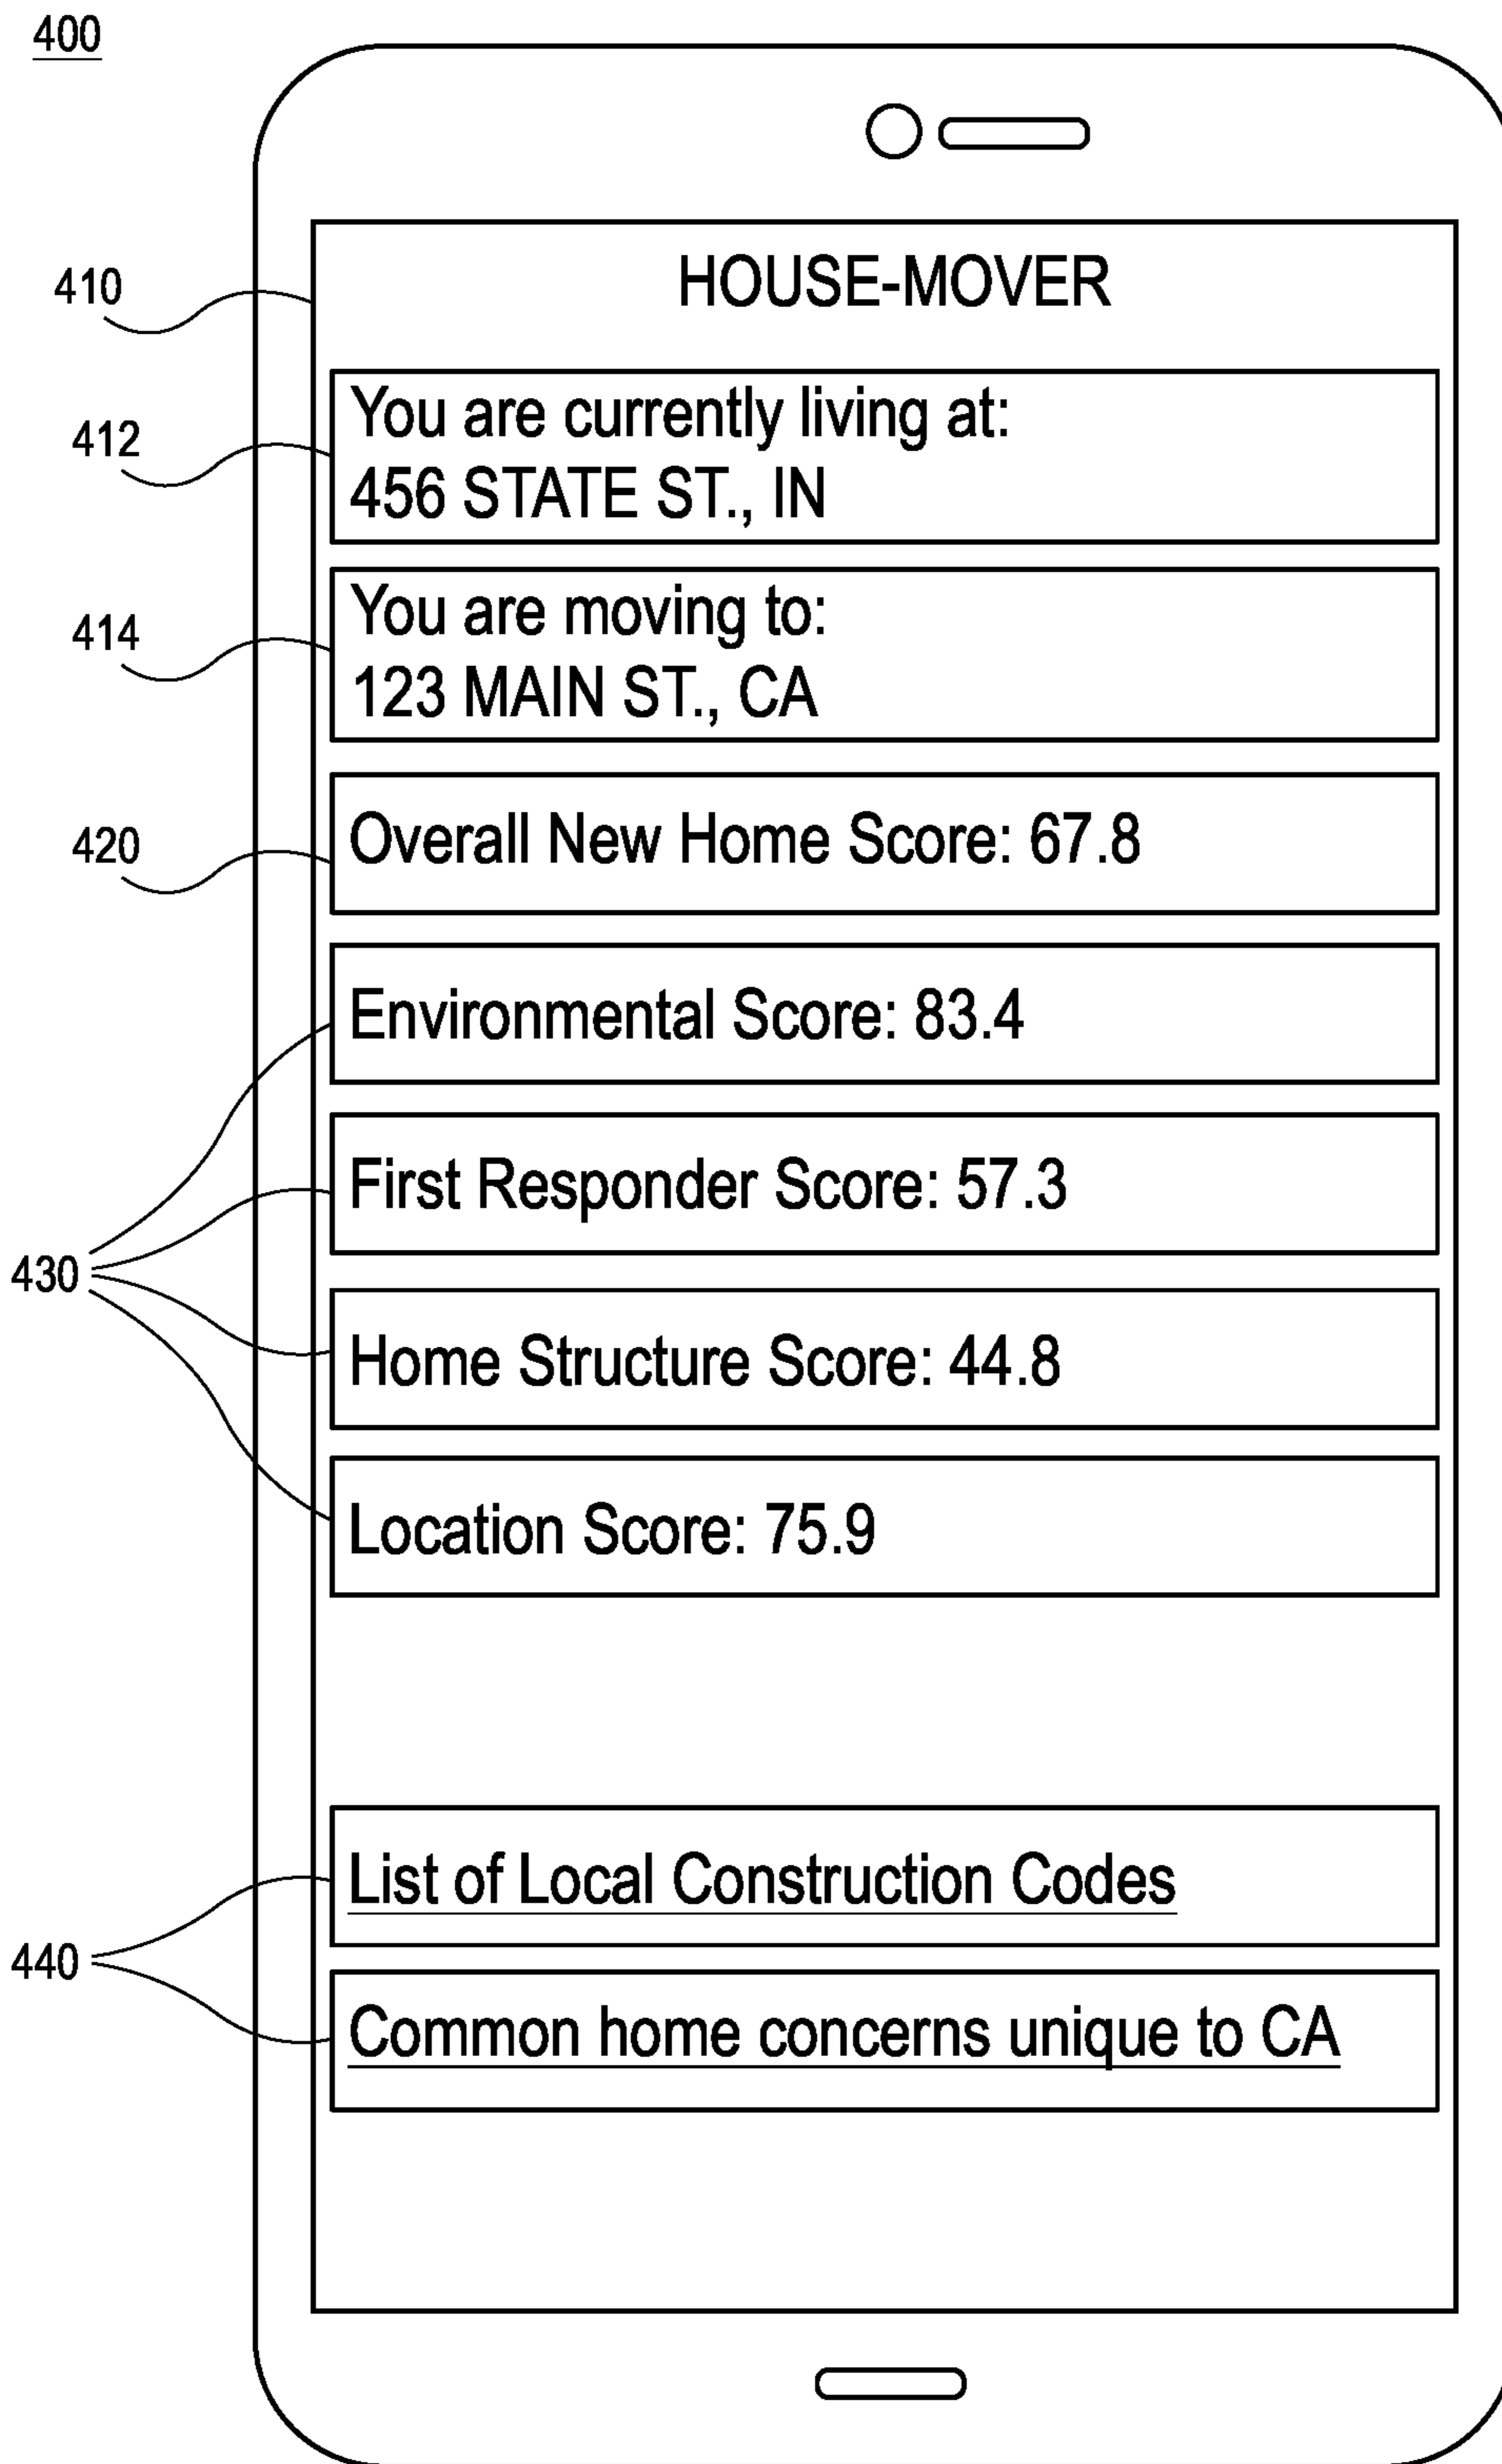 400
410
HOUSE-MOVER
412
You are currently living at:
456 STATE ST., IN
414
You are moving to:
123 MAIN ST., CA
420
Overall New Home Score: 67.8
430
Environmental Score: 83.4
First Responder Score: 57.3
Home Structure Score: 44.8
Location Score: 75.9
440
List of Local Construction Codes
Common home concerns unique to CA